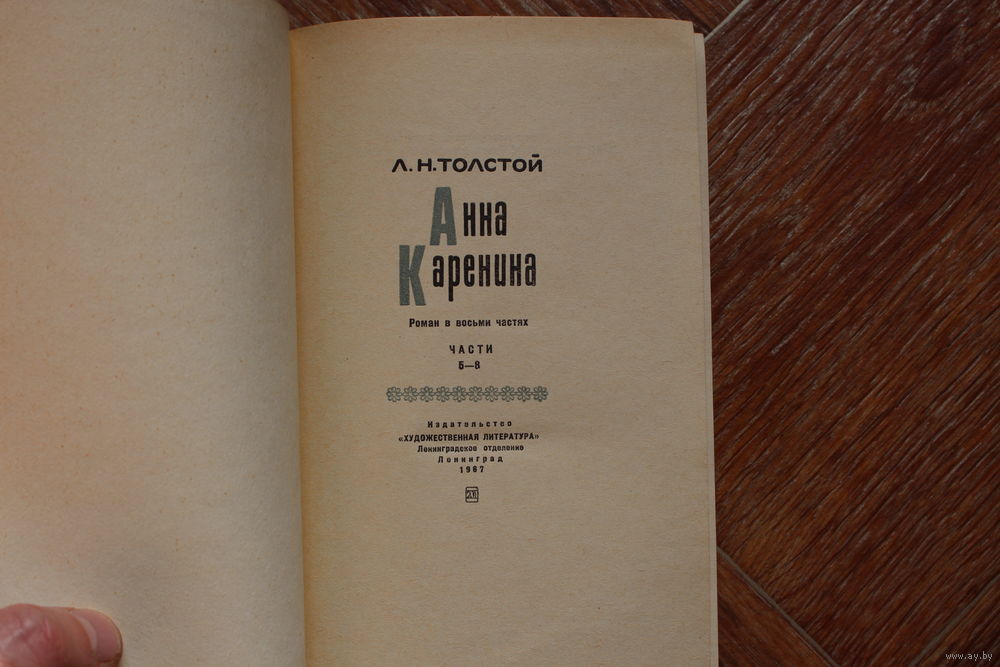 Л. Н. ТОЛСТОЙ
Анна
Каренина
Роман в восьми частях
ЧАСТИ
5—8
Издательство
«ХУДОЖЕСТВЕННАЯ ЛИТЕРАТУРА»
Ленинградское отделение
Ленинград
1967
www.ay.by